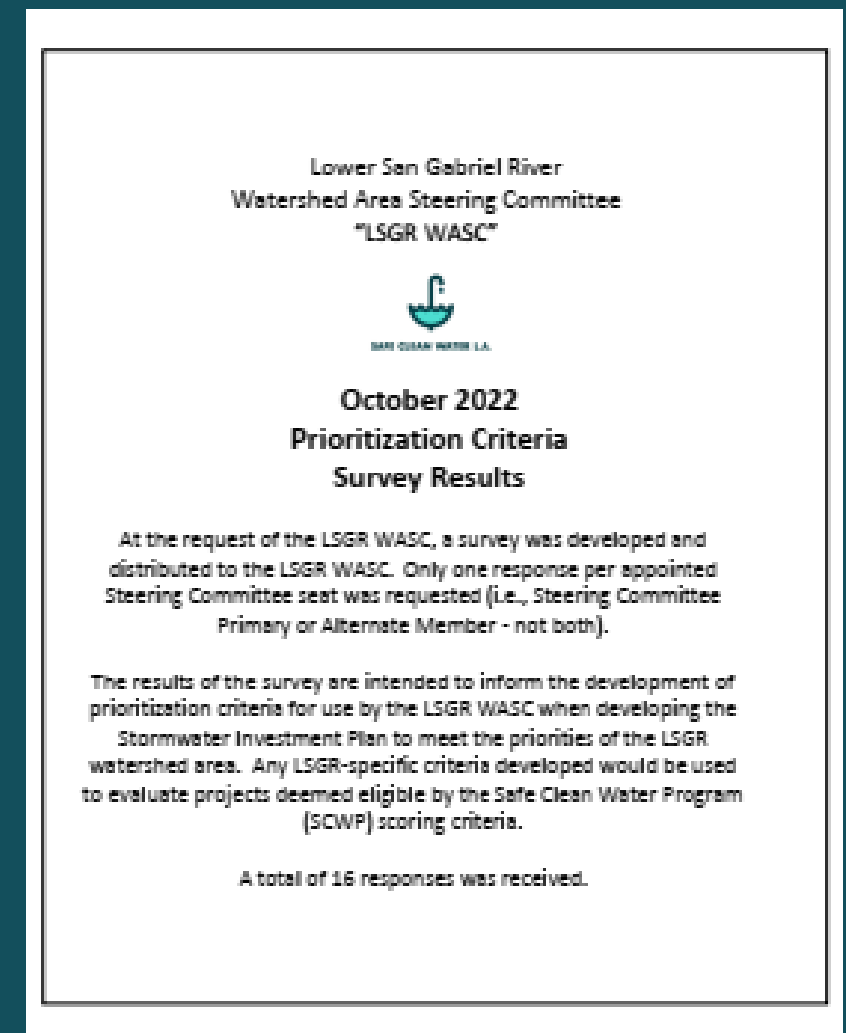 Lower San Gabriel River
Watershed Area Steering Committee
“LSGR WASC”
SAFE CLEAN WATER L.A.
October 2022
Prioritization Criteria
Survey Results
At the request of the LSGR WASC, a survey was developed and
distributed to the LSGR WASC. Only one response per appointed
Steering Committee seat was requested (i.e., Steering Committee
Primary or Alternate Member - not both).
The results of the survey are intended to inform the development of
prioritization criteria for use by the LSGR WASC when developing the
Stormwater Investment Plan to meet the priorities of the LSGR
watershed area. Any LSGR-specific criteria developed would be used
to evaluate projects deemed eligible by the Safe Clean Water Program
(SCWP) scoring criteria.
A total of 16 responses was received.